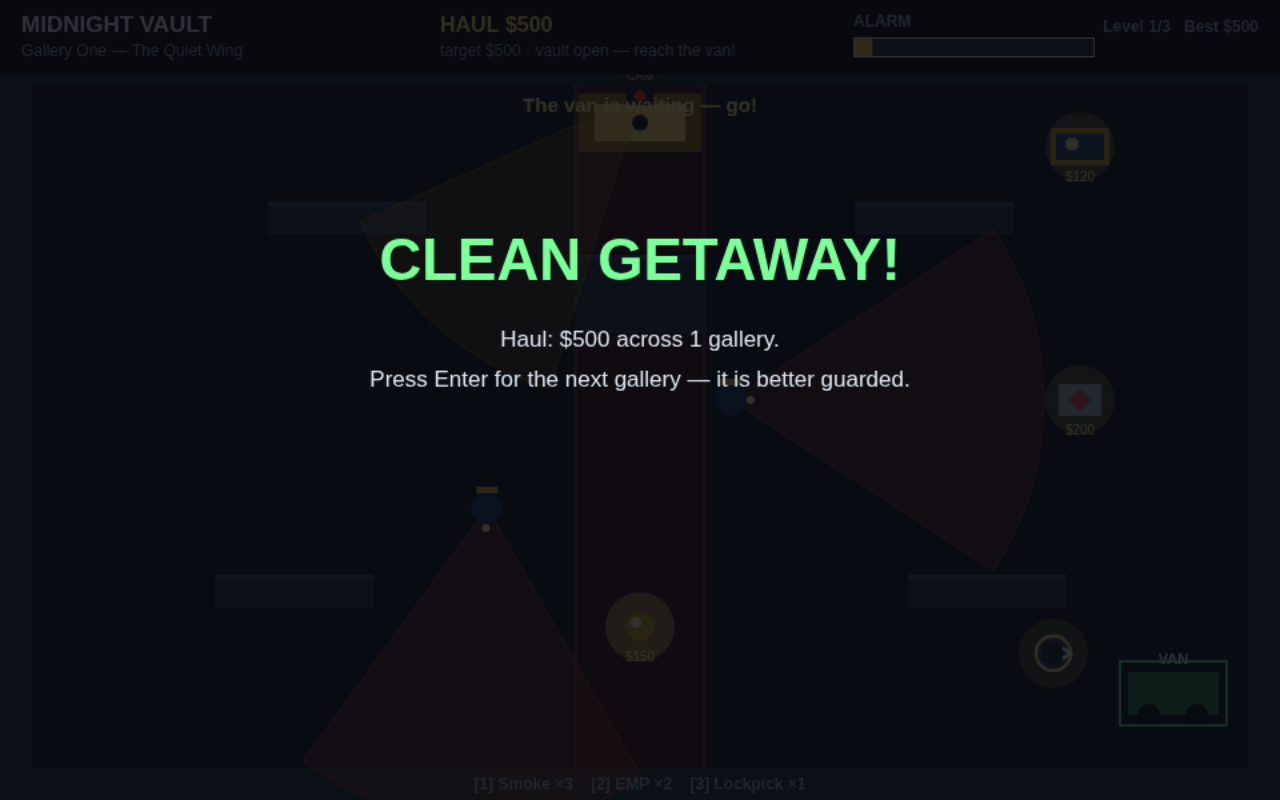 MIDNIGHT VAULT
Gallery One — The Quiet Wing
HAUL $500
target $500 · vault open — reach the van!
ALARM
Level 1/3 Best $500
CAM
The van is waiting — go!
$120
CLEAN GETAWAY!
Haul: $500 across 1 gallery.
Press Enter for the next gallery — it is better guarded.
$200
$150
VAN
[1] Smoke ×3 [2] EMP ×2 [3] Lockpick ×1